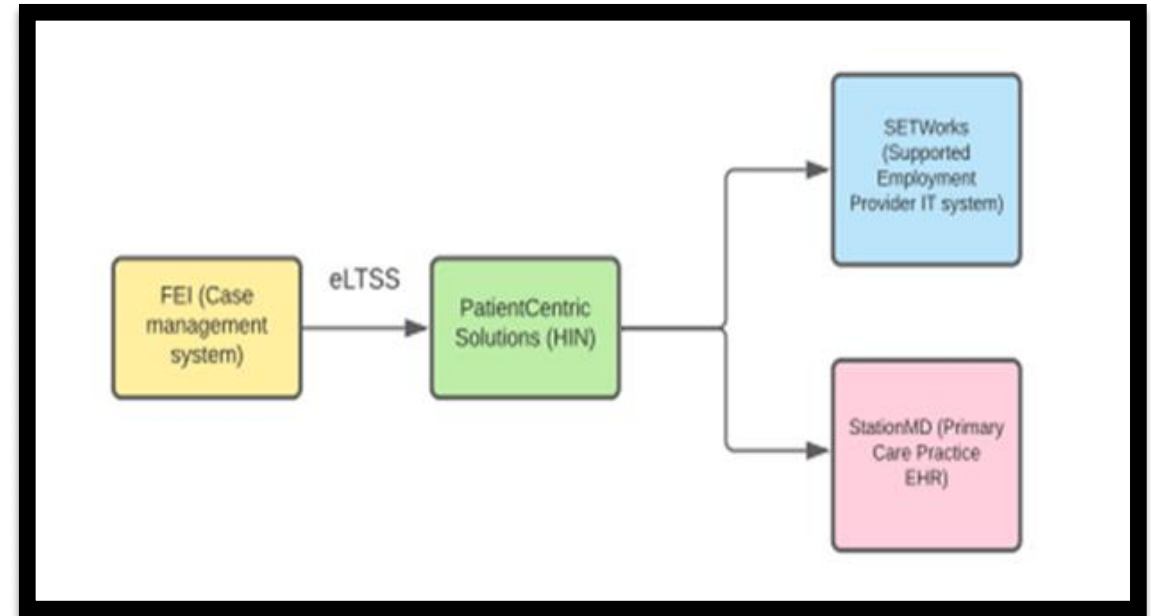 FEI (Case
management
system)
eLTSS
PatientCentric
Solutions (HIN)
SETWorks
(Supported
Employment
Provider IT system)
StationMD (Primary
Care Practice
EHR)